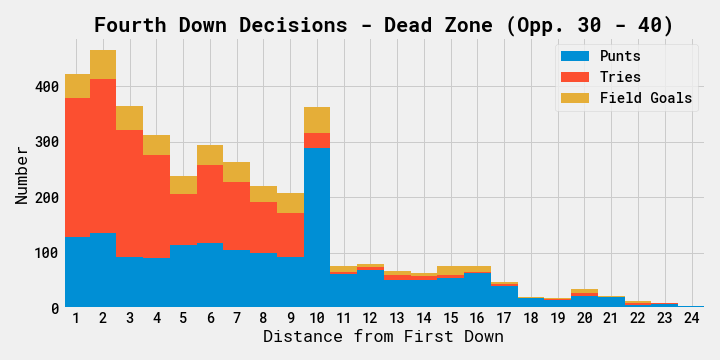 Fourth Down Decisions - Dead Zone (Opp. 30 - 40)
Punts
Tries
Field Goals
Number
400
300
200
100
0
1 2 3 4 5 6 7 8 9 10 11 12 13 14 15 16 17 18 19 20 21 22 23 24
Distance from First Down